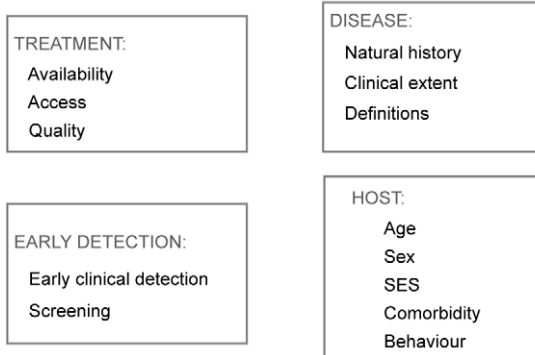 TREATMENT:
Availability
Access
Quality
DISEASE:
Natural history
Clinical extent
Definitions
EARLY DETECTION:
Early clinical detection
Screening
HOST:
Age
Sex
SES
Comorbidity
Behaviour